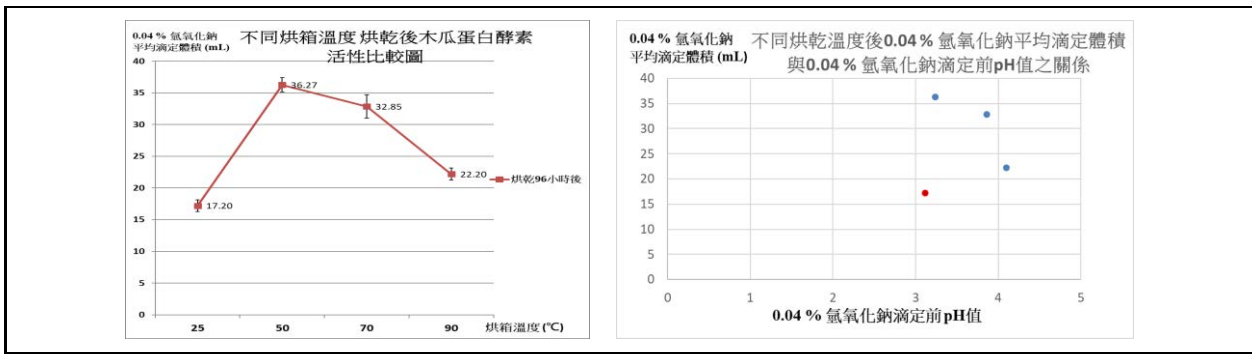 0.04 % 氫氧化鈉
平均滴定體積 (mL)
不同烘箱溫度 烘乾後木瓜蛋白酵素
活性比較圖
40
35
30
25
20
15
10
5
0
36.27
32.85
22.20
17.20
烘乾96小時後
25 50 70 90 烘箱溫度(℃)
0.04 % 氫氧化鈉
平均滴定體積 (mL)
不同烘乾溫度後0.04 % 氫氧化鈉平均滴定體積
與0.04 % 氫氧化鈉滴定前pH值之關係
40
35
30
25
20
15
10
5
0
0 1 2 3 4 5
0.04 % 氫氧化鈉滴定前pH值